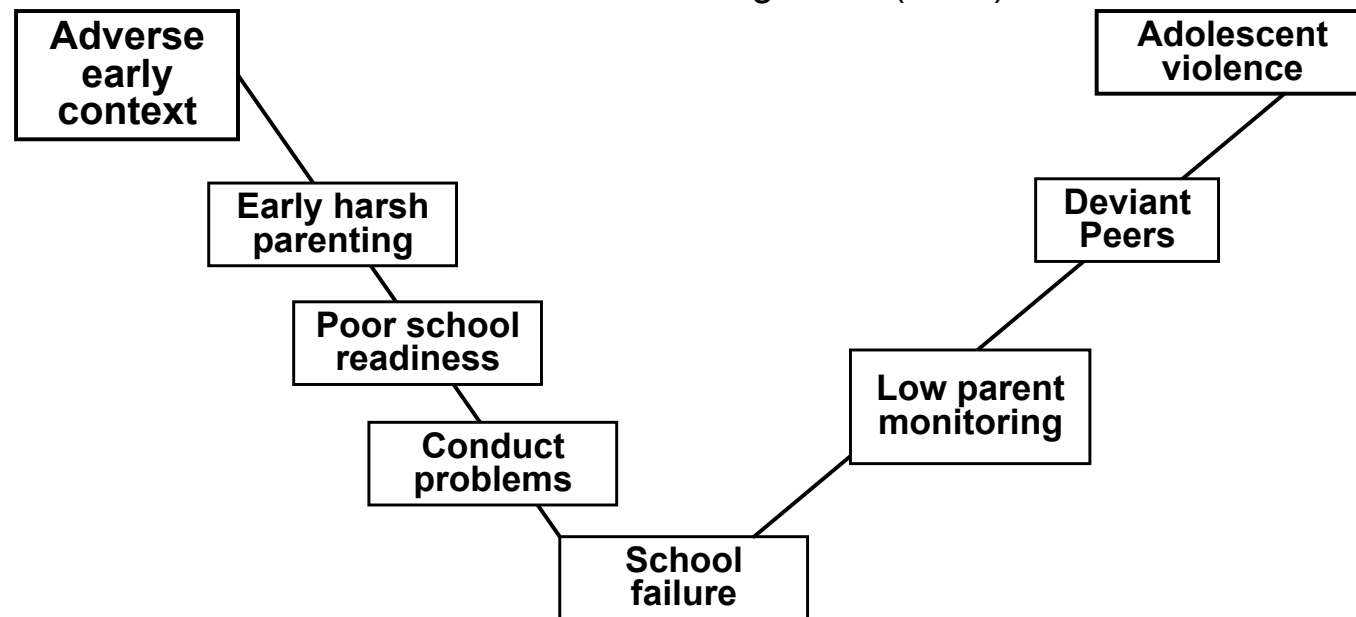 Adverse
early
context
Early harsh
parenting
Poor school
readiness
Conduct
problems
School
failure
Low parent
monitoring
Deviant
Peers
Adolescent
violence